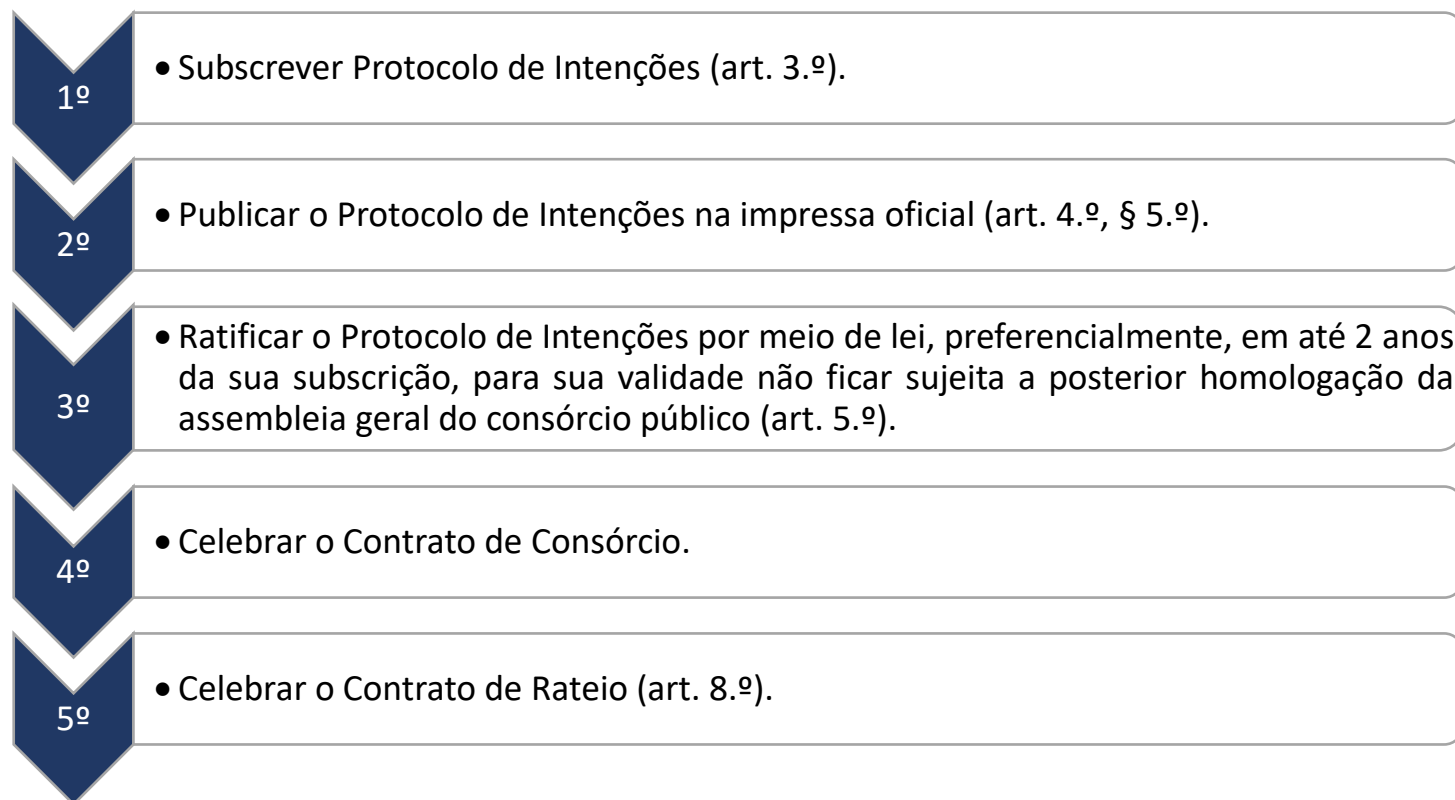 1º
• Subscrever Protocolo de Intenções (art. 3.º).
2º
• Publicar o Protocolo de Intenções na impressa oficial (art. 4.º, § 5.º).
3º
• Ratificar o Protocolo de Intenções por meio de lei, preferencialmente, em até 2 anos
da sua subscrição, para sua validade não ficar sujeita a posterior homologação da
assembleia geral do consórcio público (art. 5.º).
4º
• Celebrar o Contrato de Consórcio.
5º
• Celebrar o Contrato de Rateio (art. 8.º).